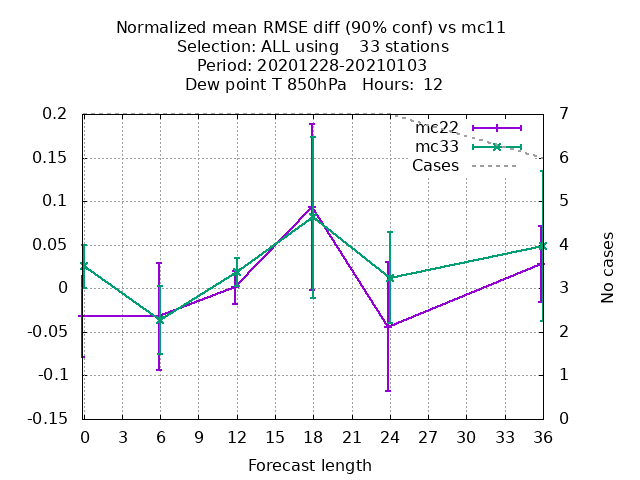 Normalized mean RMSE diff (90% conf) vs mc11
Selection: ALL using    33 stations
Period: 20201228-20210103
Dew point T 850hPa   Hours:  12
0.2
0.15
0.1
0.05
0
-0.05
-0.1
-0.15
7
6
5
4
3
2
1
0
mc22
mc33
Cases
No cases
0 3 6 9 12 15 18 21 24 27 30 33 36
Forecast length